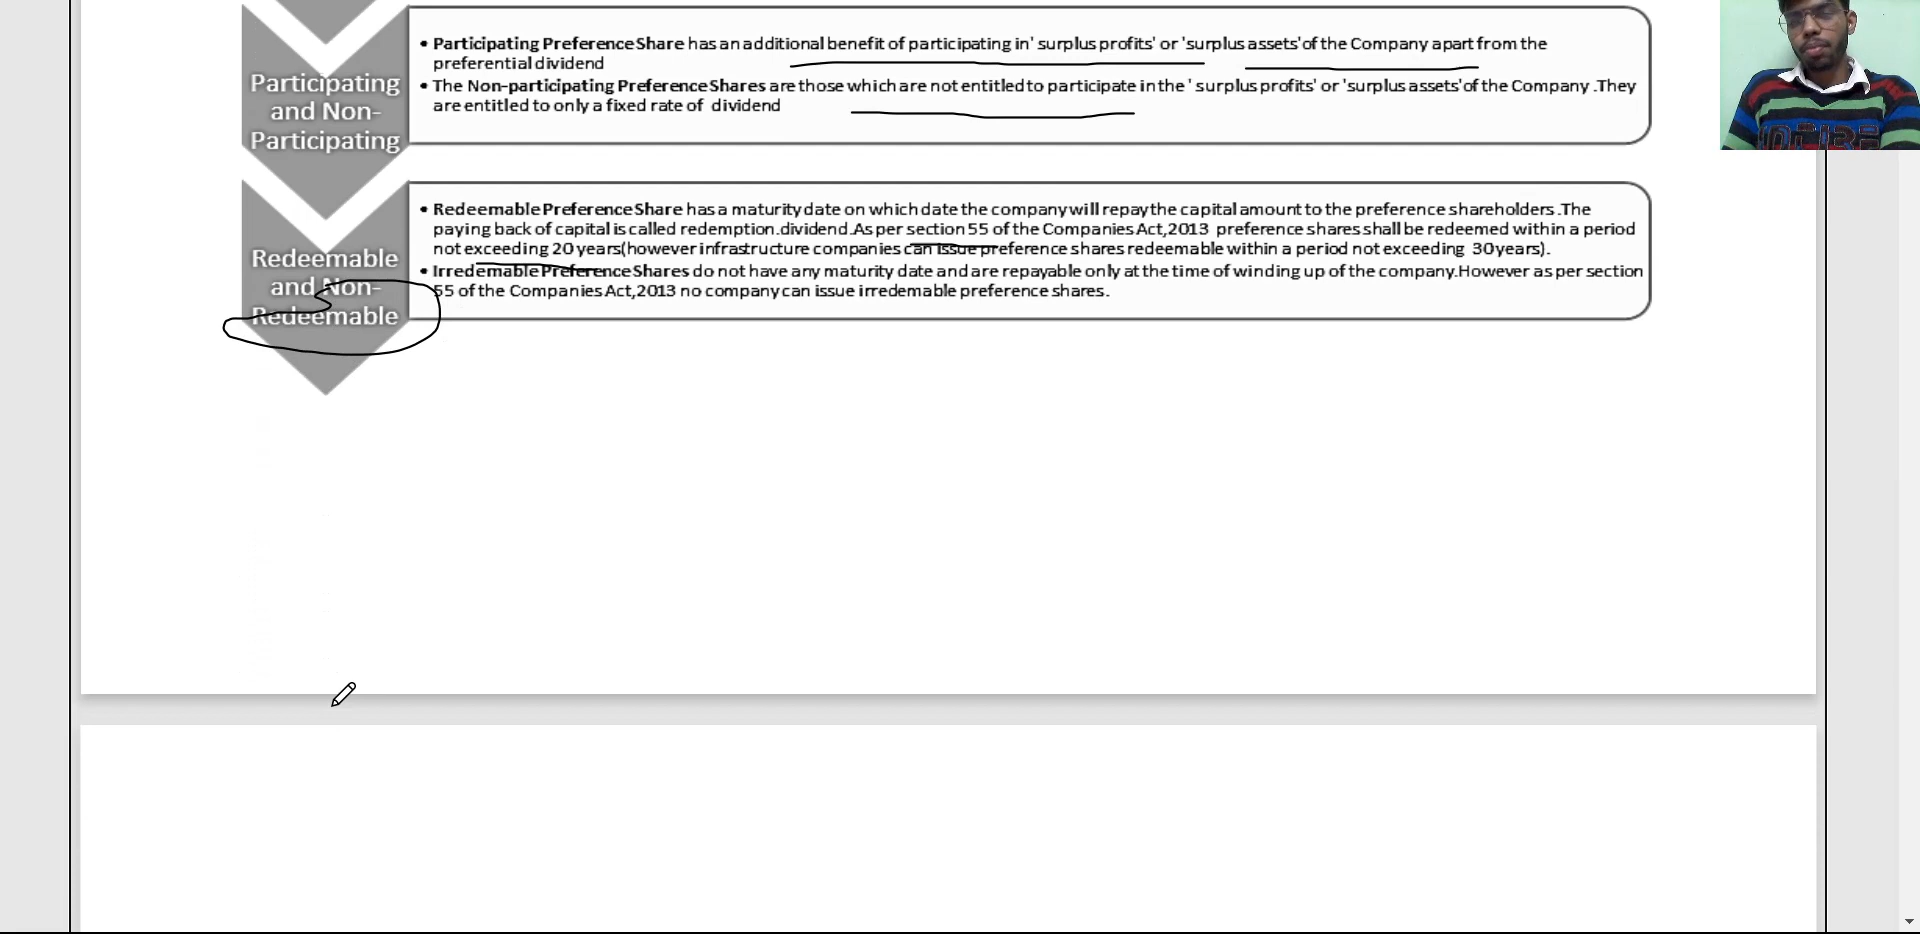 Participating
and Non-
Participating
• Participating Preference Share has an additional benefit of participating in' surplus profits' or 'surplus assets'of the Company apart from the
preferential dividend
• The Non-participating Preference Shares are those which are not entitled to participate in the ' surplus profits' or 'surplus assets'of the Company .They
are entitled to only a fixed rate of dividend
Redeemable
and Non-
Redeemable
• Redeemable Preference Share has a maturity date on which date the company will repay the capital amount to the preference shareholders .The
paying back of capital is called redemption.dividend.As per section 55 of the Companies Act,2013 preference shares shall be redeemed within a period
not exceeding 20 years(however infrastructure companies can issue preference shares redeemable within a period not exceeding 30 years).
• Irredemable Preference Shares do not have any maturity date and are repayable only at the time of winding up of the company.However as per section
55 of the Companies Act,2013 no company can issue irredemable preference shares.